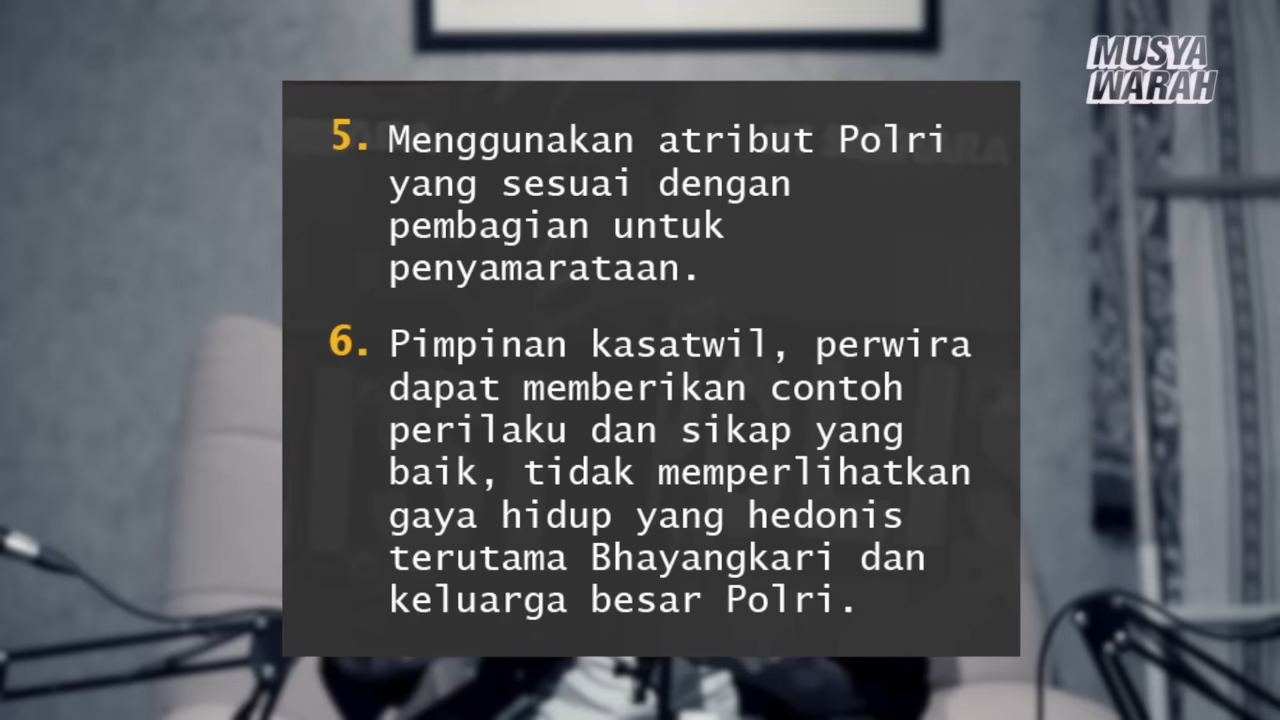 MUSYA
WARAH
5. Menggunakan atribut Polri
yang sesuai dengan
pembagian untuk
penyamarataan.
6. Pimpinan kasatwil, perwira
dapat memberikan contoh
perilaku dan sikap yang
baik, tidak memperlihatkan
gaya hidup yang hedonis
terutama Bhayangkari dan
keluarga besar Polri.